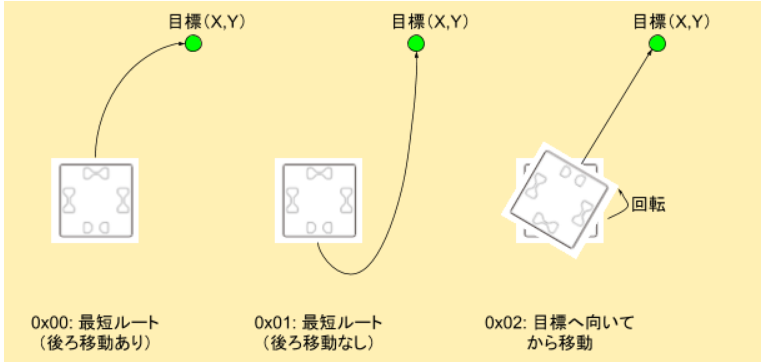 目標(X,Y)
目標(X,Y)
目標(X,Y)
回転
0x00: 最短ルート
(後ろ移動あり)
0x01: 最短ルート
(後ろ移動なし)
0x02: 目標へ向いて
から移動